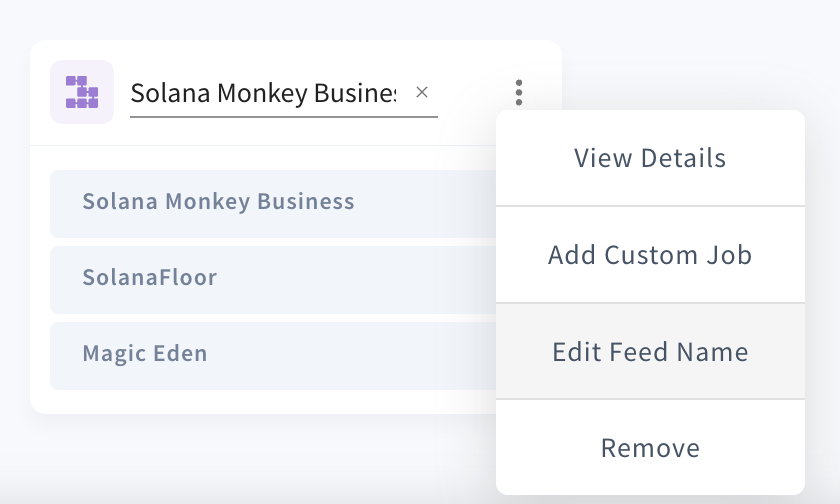 Solana Monkey Busines
Solana Monkey Business
SolanaFloor
Magic Eden
View Details
Add Custom Job
Edit Feed Name
Remove